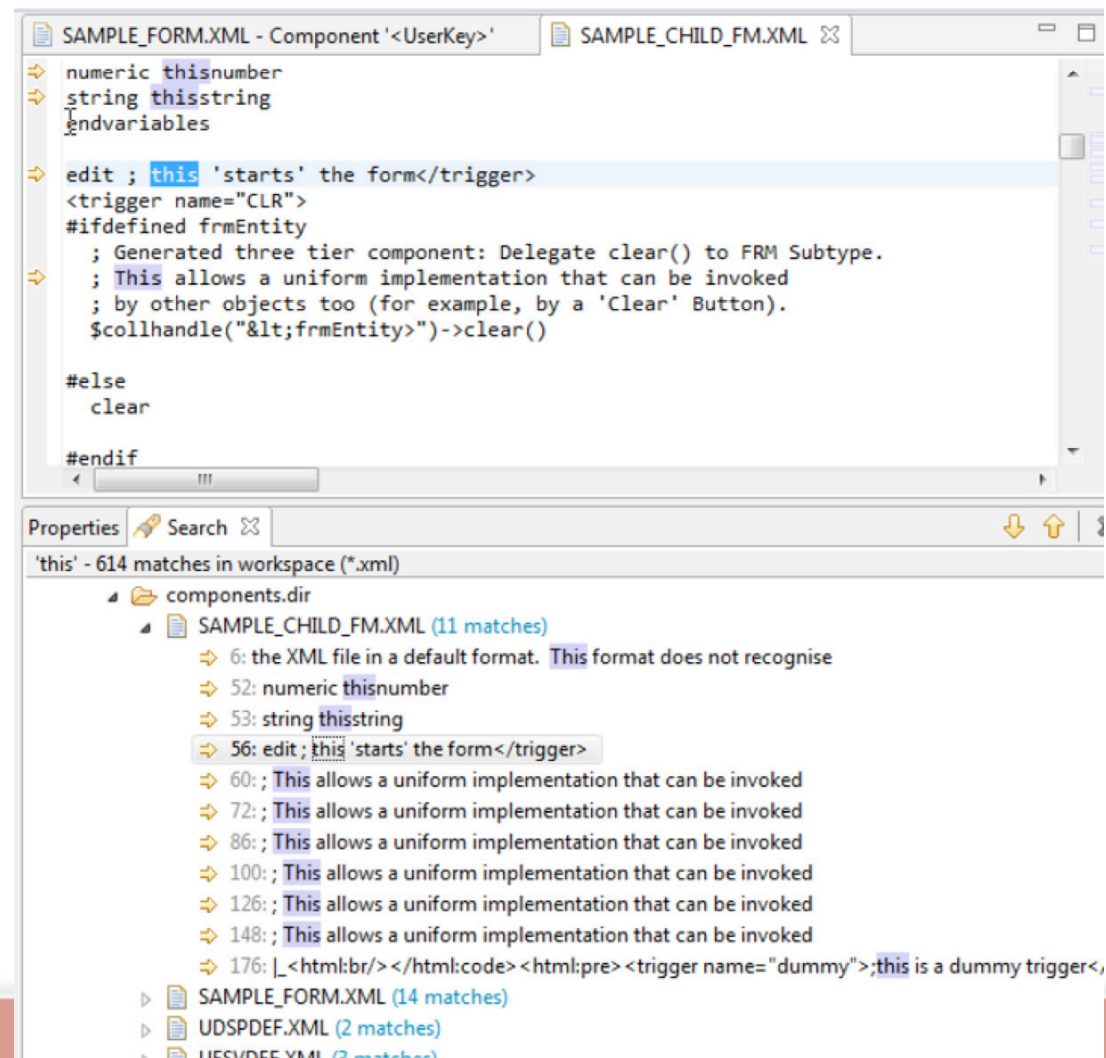 SAMPLE_FORM.XML - Component '<UserKey>' SAMPLE_CHILD_FM.XML
numeric thisnumber
string thisstring
endvariables
edit ; this 'starts' the form</trigger>
<trigger name="CLR">
#ifdefined frmEntity
; Generated three tier component: Delegate clear() to FRM Subtype.
; This allows a uniform implementation that can be invoked
; by other objects too (for example, by a 'Clear' Button).
$collhandle("&lt;frmEntity>")->clear()
#else
clear
#endif
Properties Search
'this' - 614 matches in workspace (*.xml)
components.dir
SAMPLE_CHILD_FM.XML (11 matches)
6: the XML file in a default format.  This format does not recognise
52: numeric thisnumber
53: string thisstring
56: edit ; this 'starts' the form</trigger>
60: ; This allows a uniform implementation that can be invoked
72: ; This allows a uniform implementation that can be invoked
86: ; This allows a uniform implementation that can be invoked
100: ; This allows a uniform implementation that can be invoked
126: ; This allows a uniform implementation that can be invoked
148: ; This allows a uniform implementation that can be invoked
176: |_<html:br/></html:code><html:pre><trigger name="dummy">;this is a dummy trigger<
SAMPLE_FORM.XML (14 matches)
UDSPDEF.XML (2 matches)